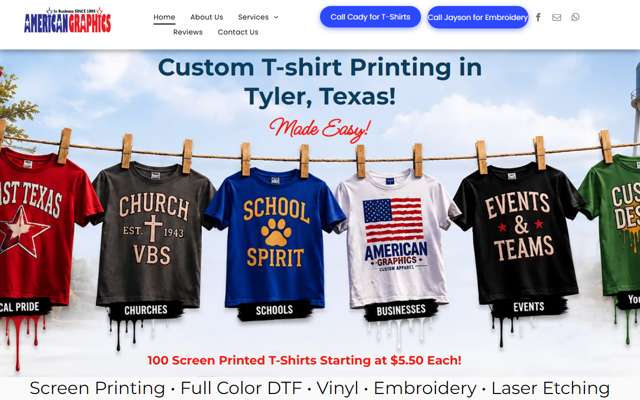 In Business SINCE 1994
AMERICANGRAPHICS
Home
About Us
Services
Reviews
Contact Us
Call Cady for T-Shirts
Call Jayson for Embroidery
Custom T-shirt Printing in
Tyler, Texas!
Made Easy!
TEXAS
CHURCH
EST. 1943
VBS
SCHOOL
SPIRIT
AMERICAN
GRAPHICS
CUSTOM APPAREL
EVENTS
&
TEAMS
PRIDE
CHURCHES
SCHOOLS
BUSINESSES
EVENTS
100 Screen Printed T-Shirts Starting at $5.50 Each!
Screen Printing • Full Color DTF • Vinyl • Embroidery • Laser Etching